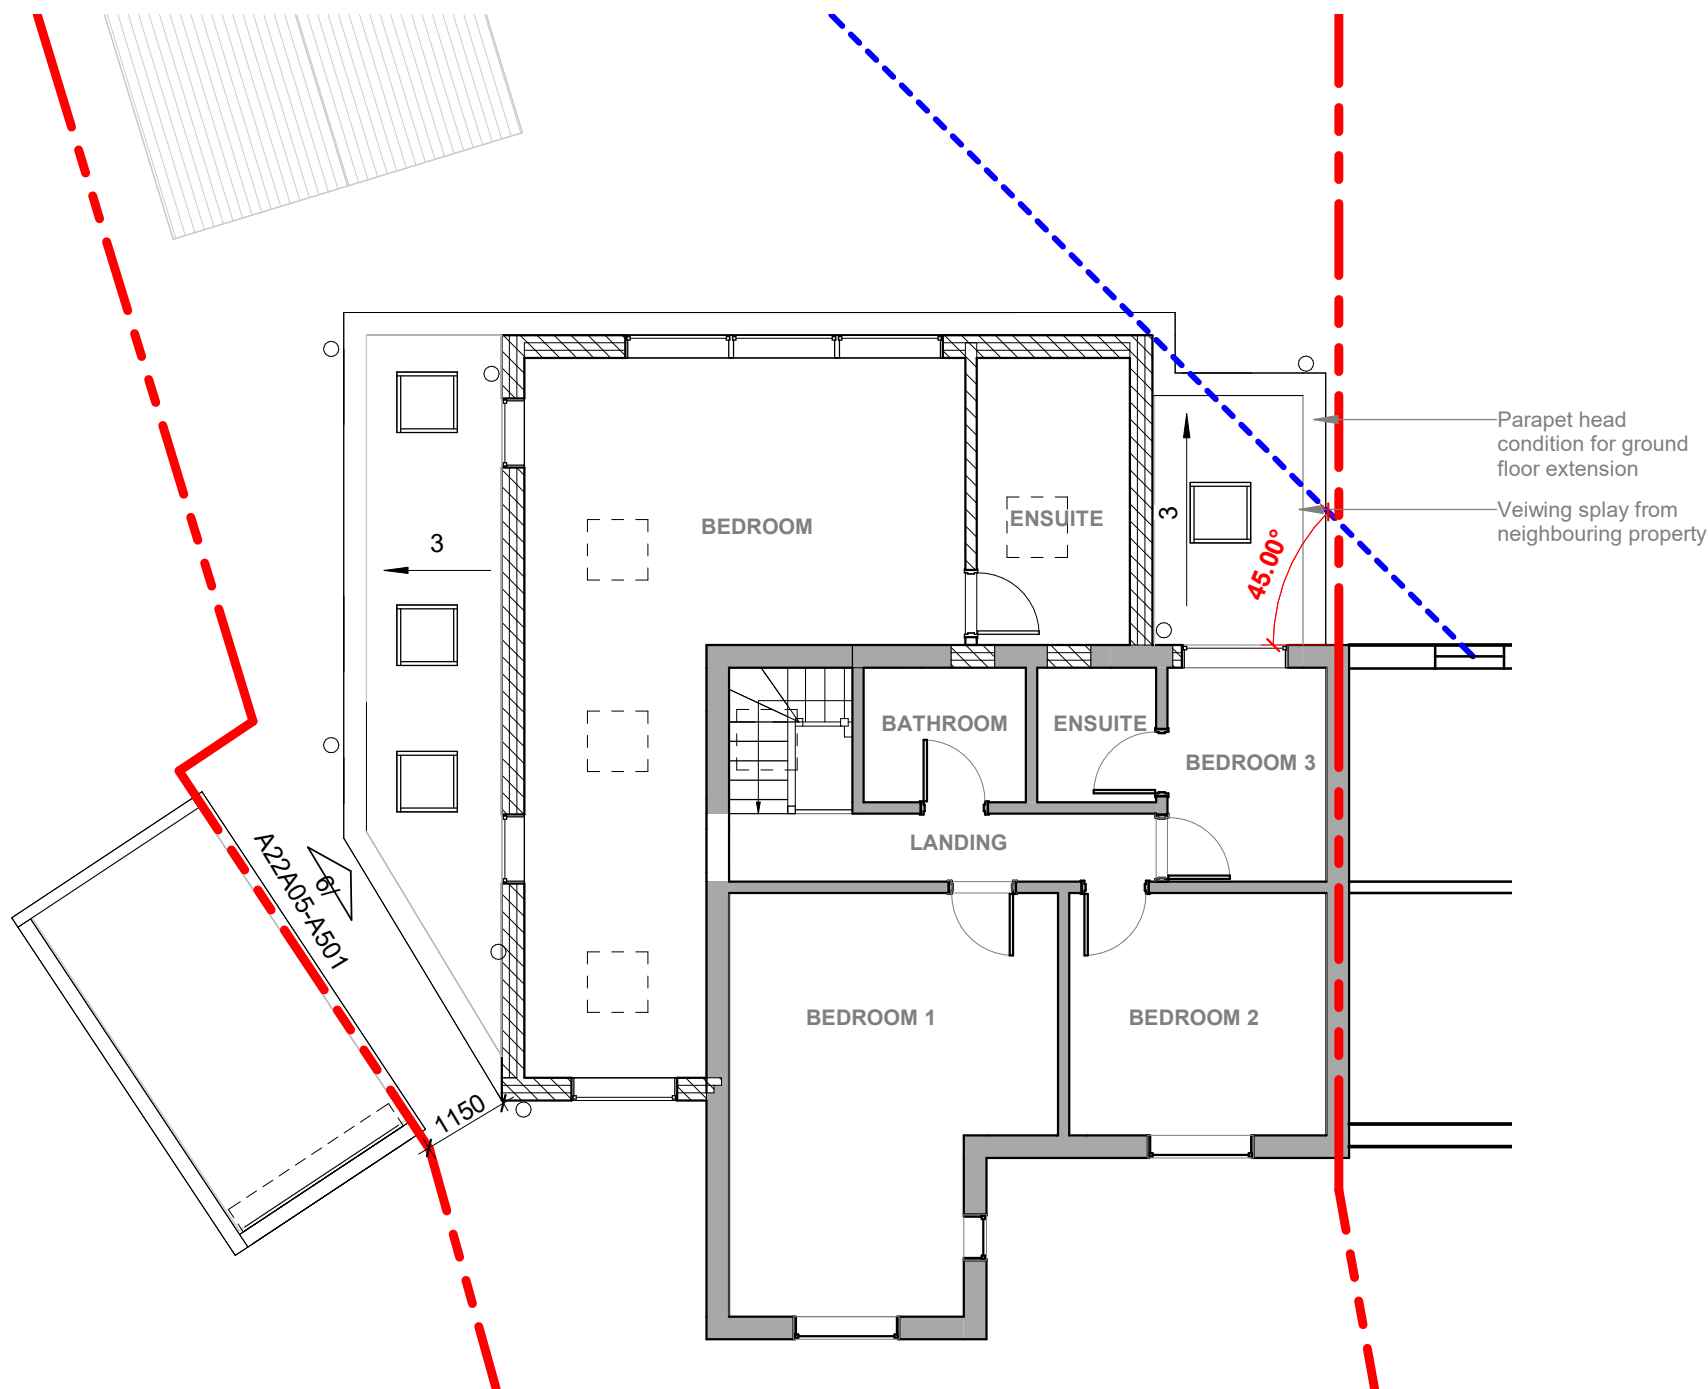 Parapet head
condition for ground
floor extension
Veiwing splay from
neighbouring property
3
45.00°
BEDROOM
ENSUITE
3
BATHROOM
ENSUITE
BEDROOM 3
LANDING
A22A05-A501
6/
BEDROOM 1
BEDROOM 2
1150